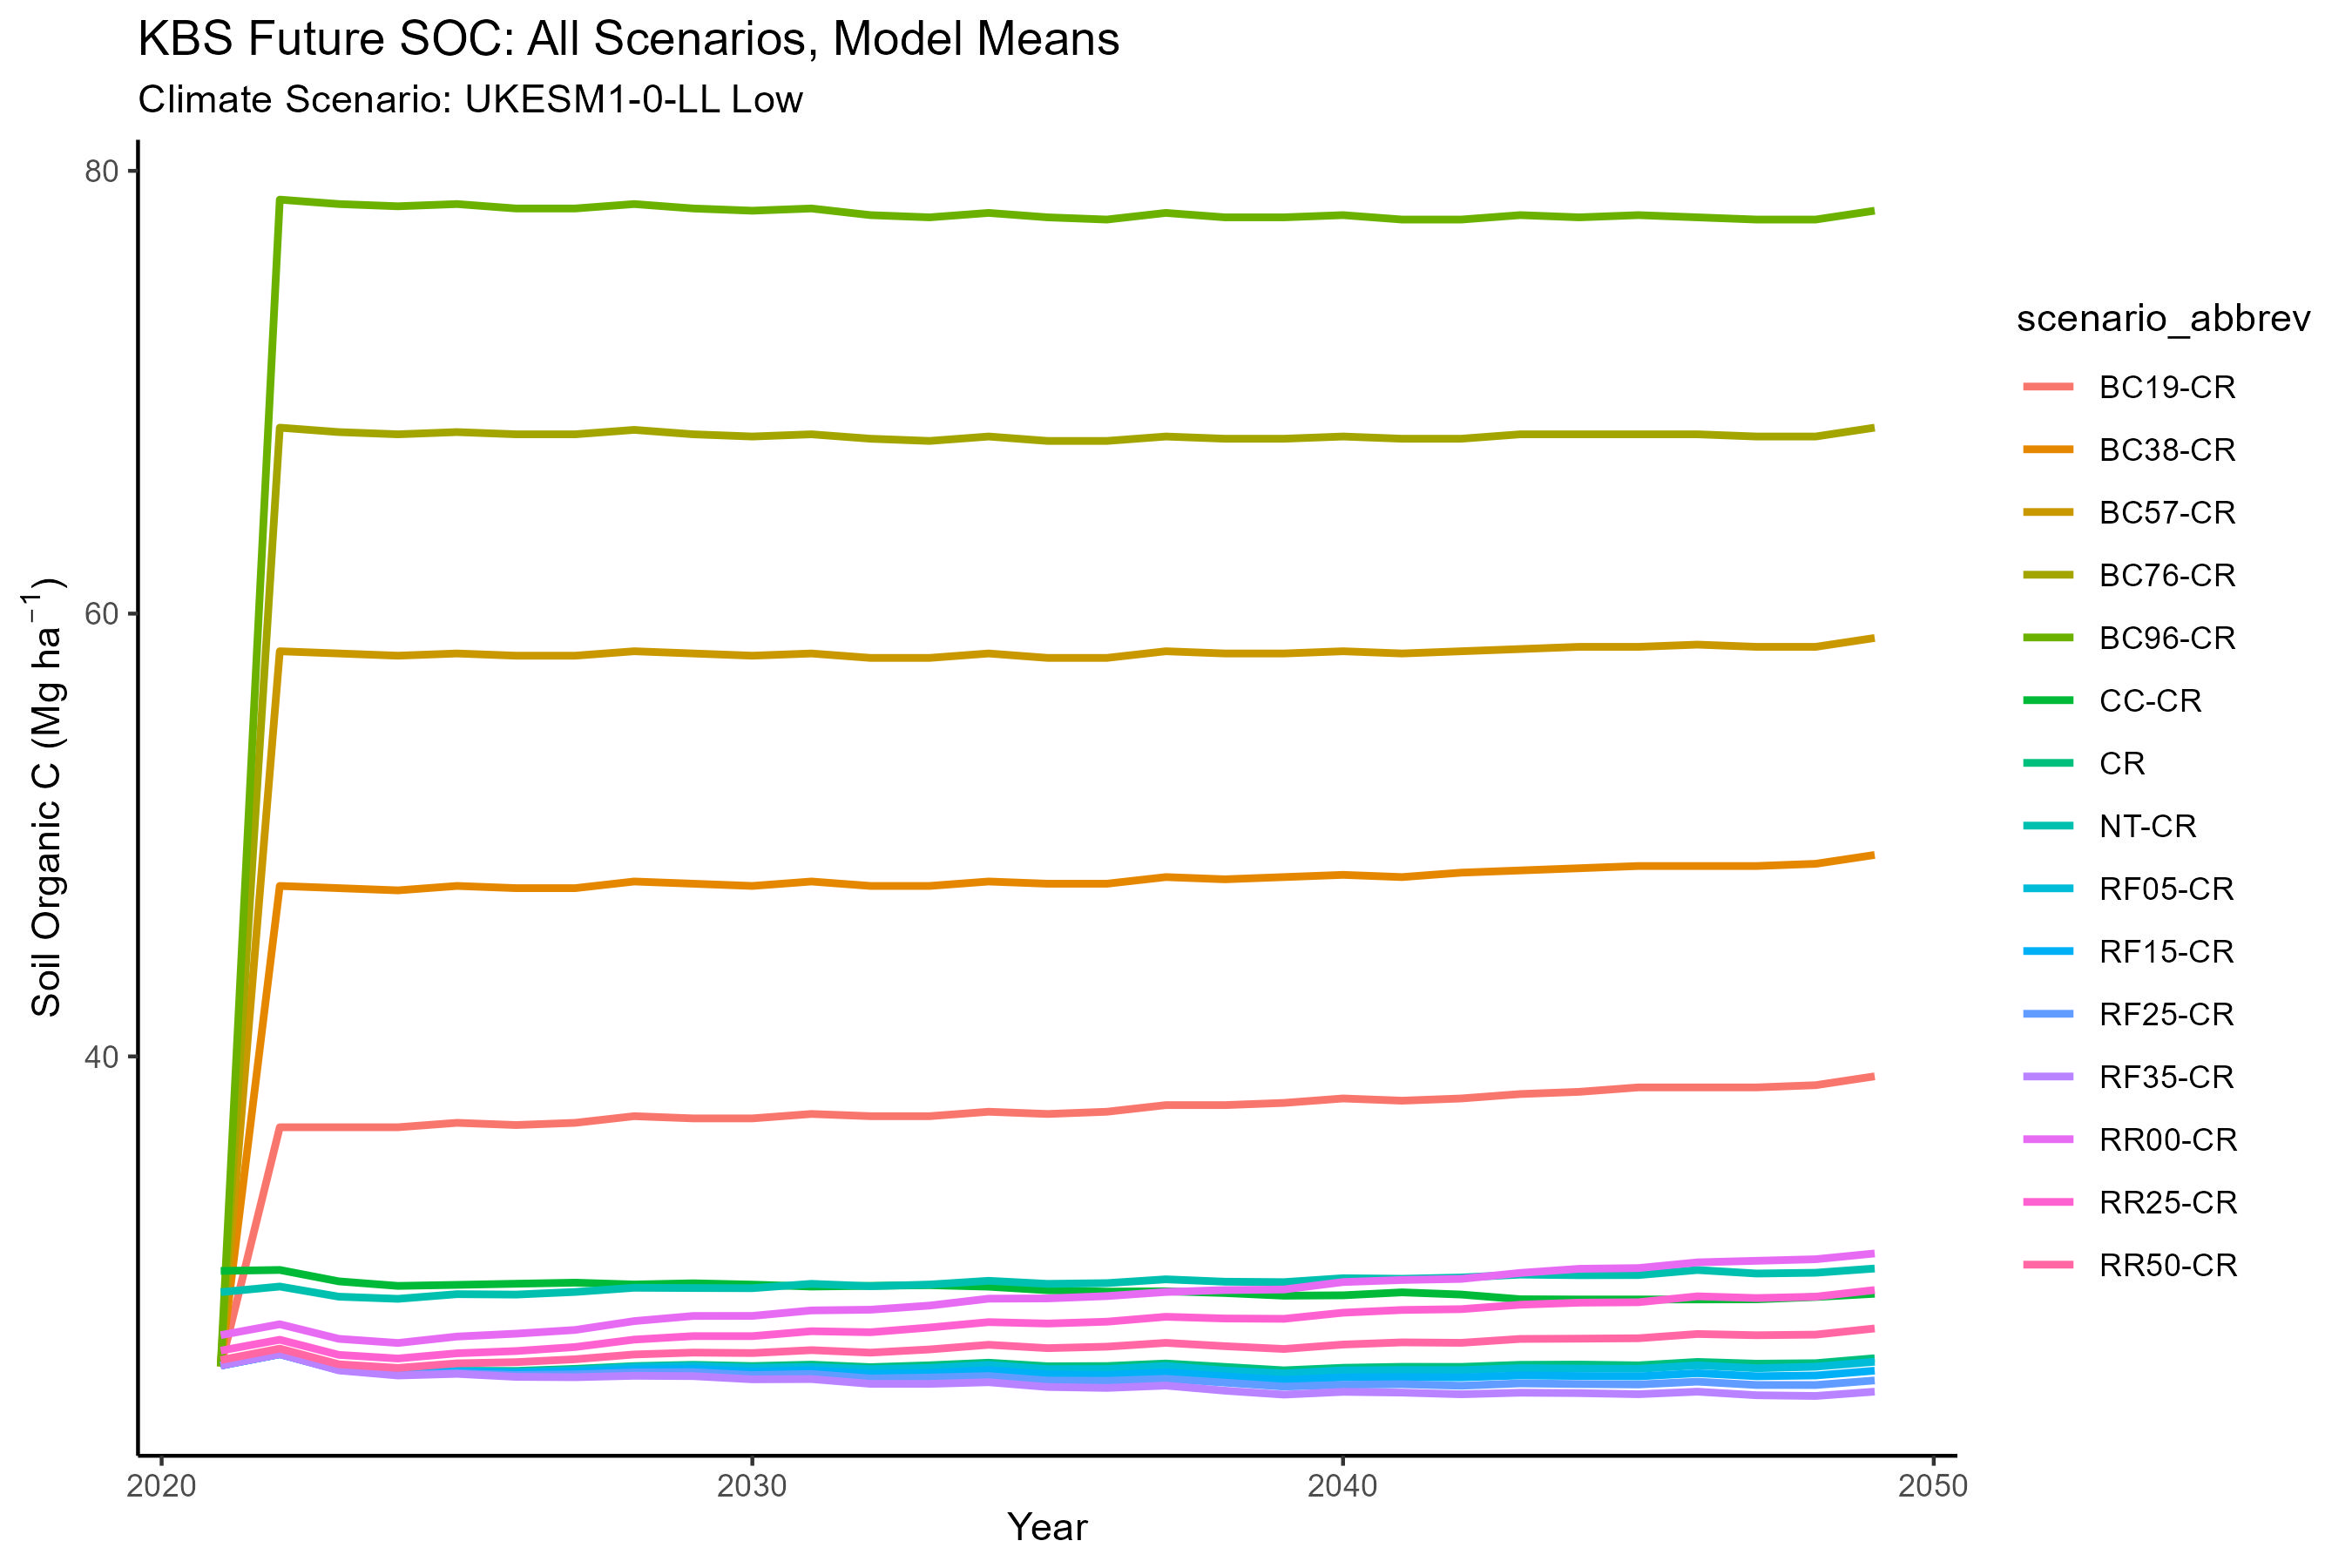 KBS Future SOC: All Scenarios, Model Means
Climate Scenario: UKESM1-0-LL Low
80
60
40
Soil Organic C (Mg ha⁻¹)
2020
2030
2040
2050
Year
scenario_abbrev
BC19-CR
BC38-CR
BC57-CR
BC76-CR
BC96-CR
CC-CR
CR
NT-CR
RF05-CR
RF15-CR
RF25-CR
RF35-CR
RR00-CR
RR25-CR
RR50-CR